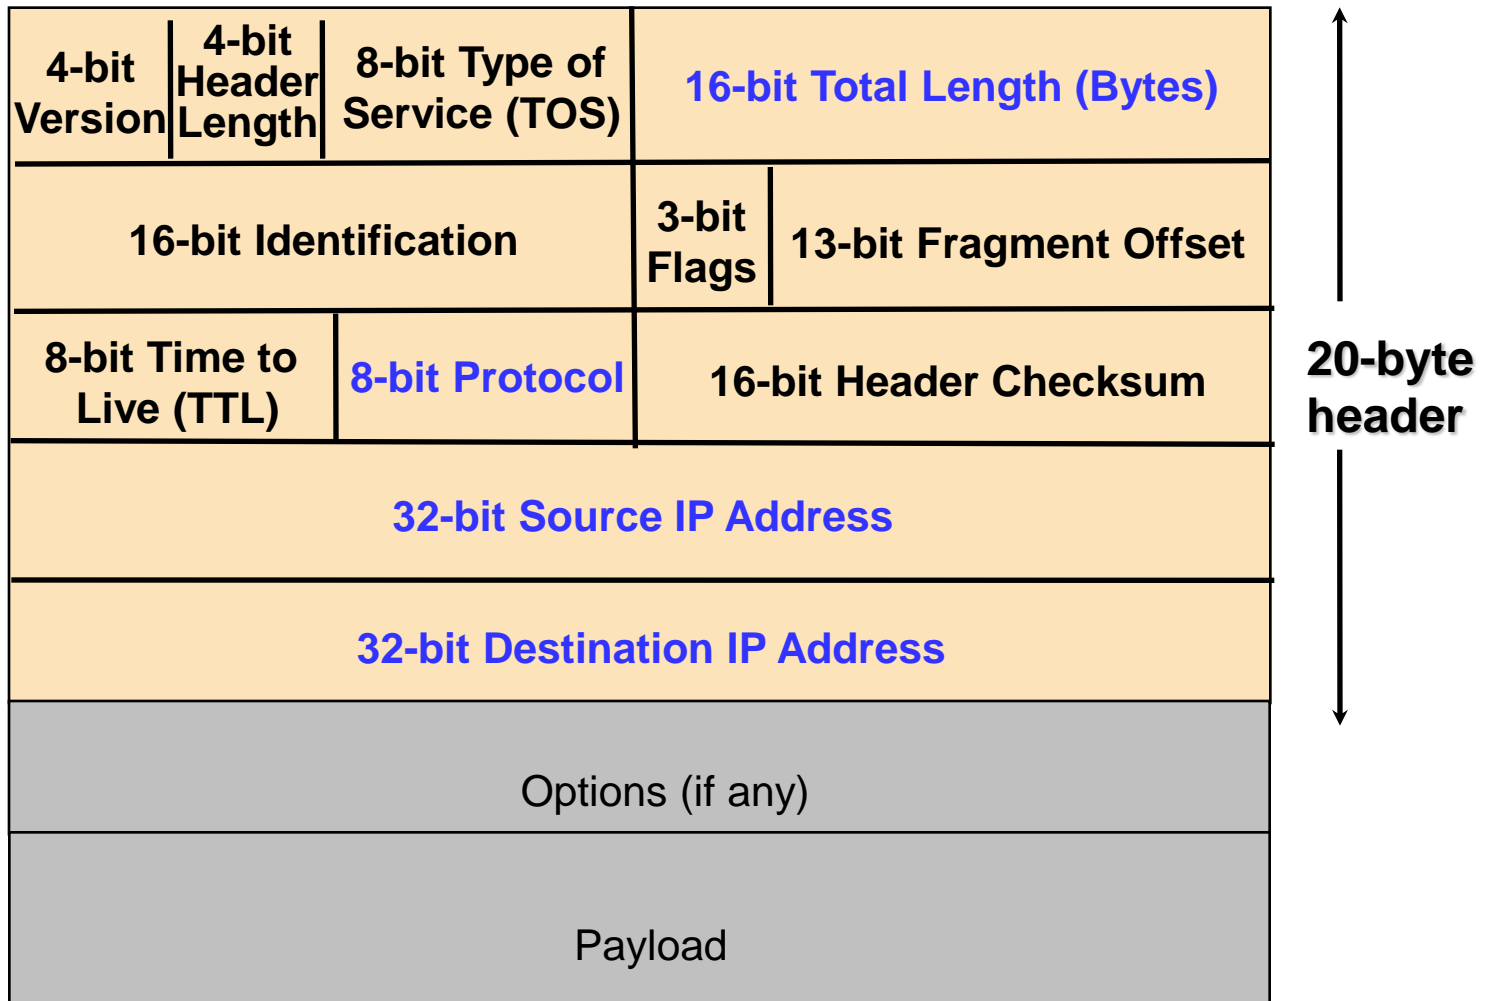 4-bit
Version
4-bit
Header
Length
8-bit Type of
Service (TOS)
16-bit Total Length (Bytes)
16-bit Identification
3-bit
Flags
13-bit Fragment Offset
8-bit Time to
Live (TTL)
8-bit Protocol
16-bit Header Checksum
32-bit Source IP Address
32-bit Destination IP Address
Options (if any)
Payload
20-byte
header